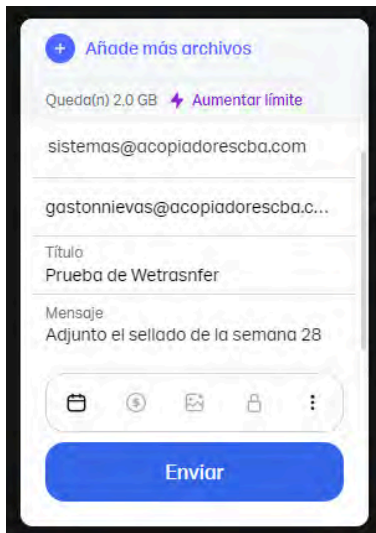 Añade más archivos
Queda(n) 2,0 GB Aumentar límite
sistemas@acopiadorescba.com
gastonnievas@acopiadorescba.c...
Título
Prueba de Wetrasnfer
Mensaje
Adjunto el sellado de la semana 28
Enviar